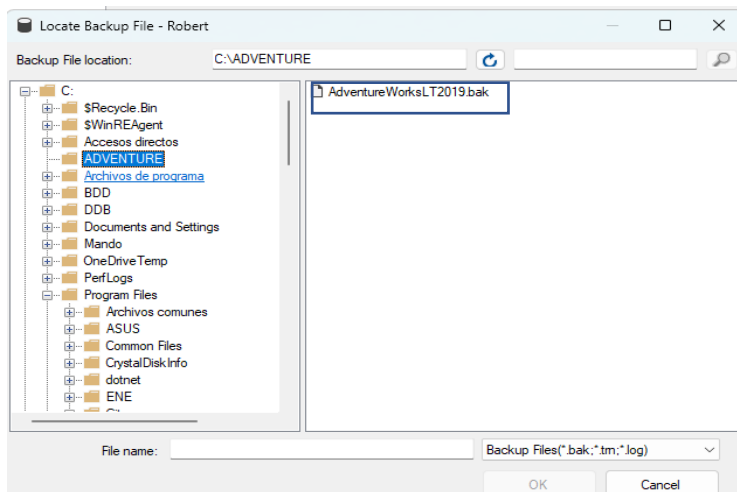 Locate Backup File - Robert
Backup File location: C:\ADVENTURE
C:
$Recycle.Bin
$WinREAgent
Accesos directos
ADVENTURE
Archivos de programa
BDD
DDB
Documents and Settings
Mando
OneDriveTemp
PerfLogs
Program Files
Archivos comunes
ASUS
Common Files
CrystalDiskInfo
dotnet
ENE
AdventureWorksLT2019.bak
File name:
Backup Files(*.bak;*.trn;*.log)
OK Cancel